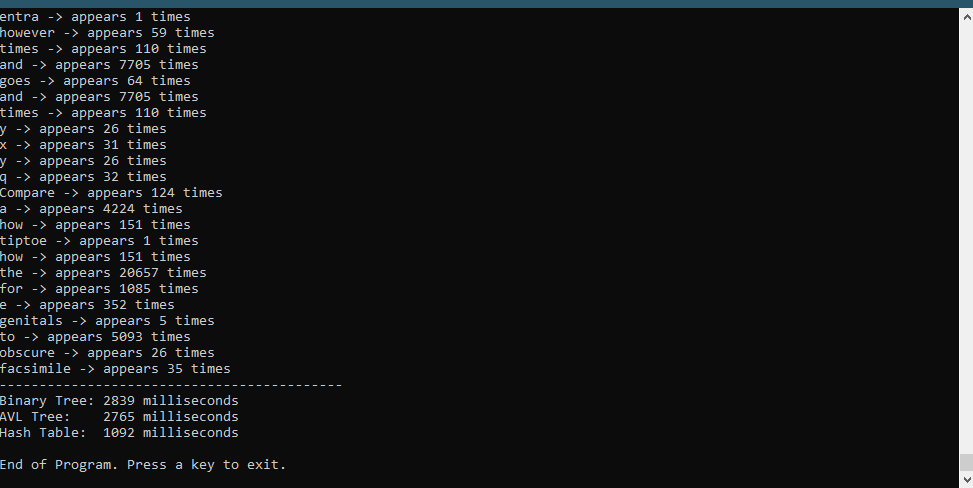 entra -> appears 1 times
however -> appears 59 times
times -> appears 110 times
and -> appears 7705 times
goes -> appears 64 times
and -> appears 7705 times
times -> appears 110 times
y -> appears 26 times
x -> appears 31 times
y -> appears 26 times
q -> appears 32 times
Compare -> appears 124 times
a -> appears 4224 times
how -> appears 151 times
tiptoe -> appears 1 times
how -> appears 151 times
the -> appears 20657 times
for -> appears 1085 times
e -> appears 352 times
genitals -> appears 5 times
to -> appears 5093 times
obscure -> appears 26 times
facsimile -> appears 35 times
-------------------------------------------
Binary Tree: 2839 milliseconds
AVL Tree:    2765 milliseconds
Hash Table:  1092 milliseconds
End of Program. Press a key to exit.